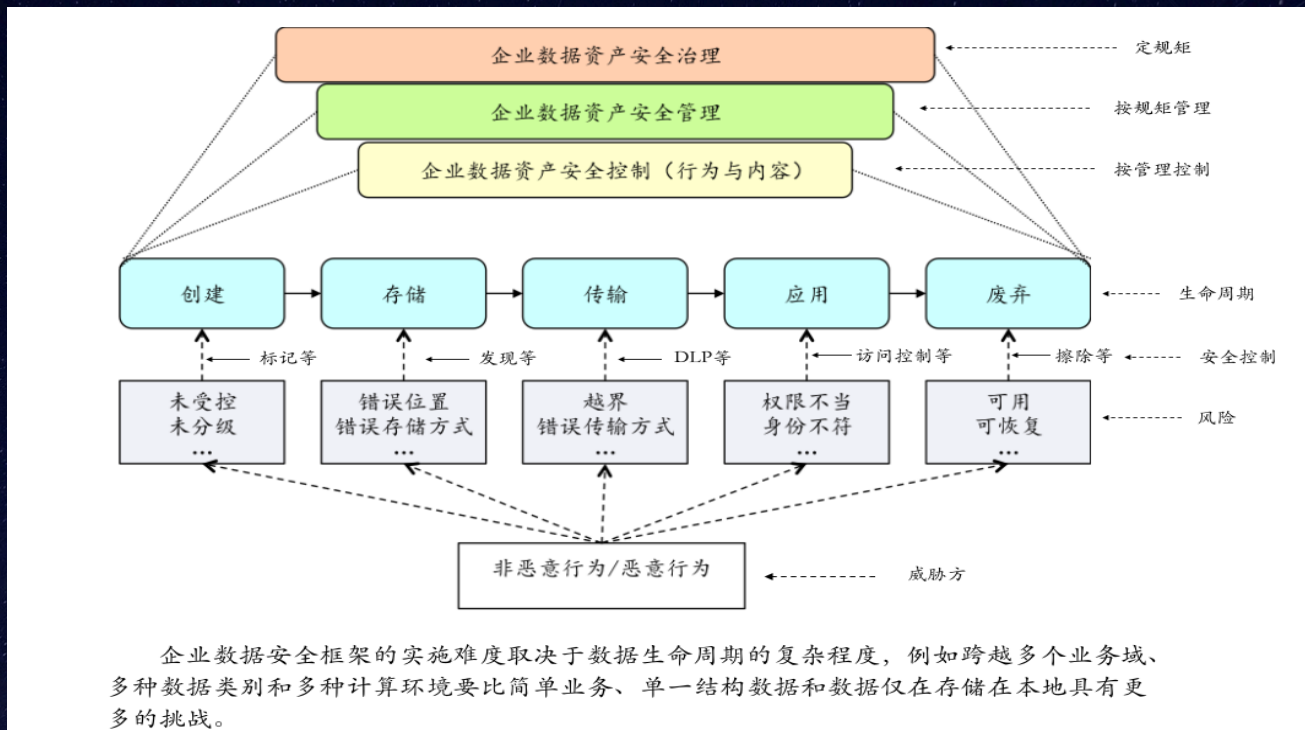 企业数据资产安全治理
定规矩
企业数据资产安全管理
按规矩管理
企业数据资产安全控制（行为与内容）
按管理控制
创建
存储
传输
应用
废弃
生命周期
标记等
发现等
DLP等
访问控制等
擦除等
安全控制
未受控
未分级
...
错误位置
错误存储方式
...
越界
错误传输方式
...
权限不当
身份不符
...
可用
可恢复
...
风险
非恶意行为/恶意行为
威胁方
企业数据安全框架的实施难度取决于数据生命周期的复杂程度，例如跨越多个业务域、
多种数据类别和多种计算环境要比简单业务、单一结构数据和数据仅在存储在本地具有更
多的挑战。